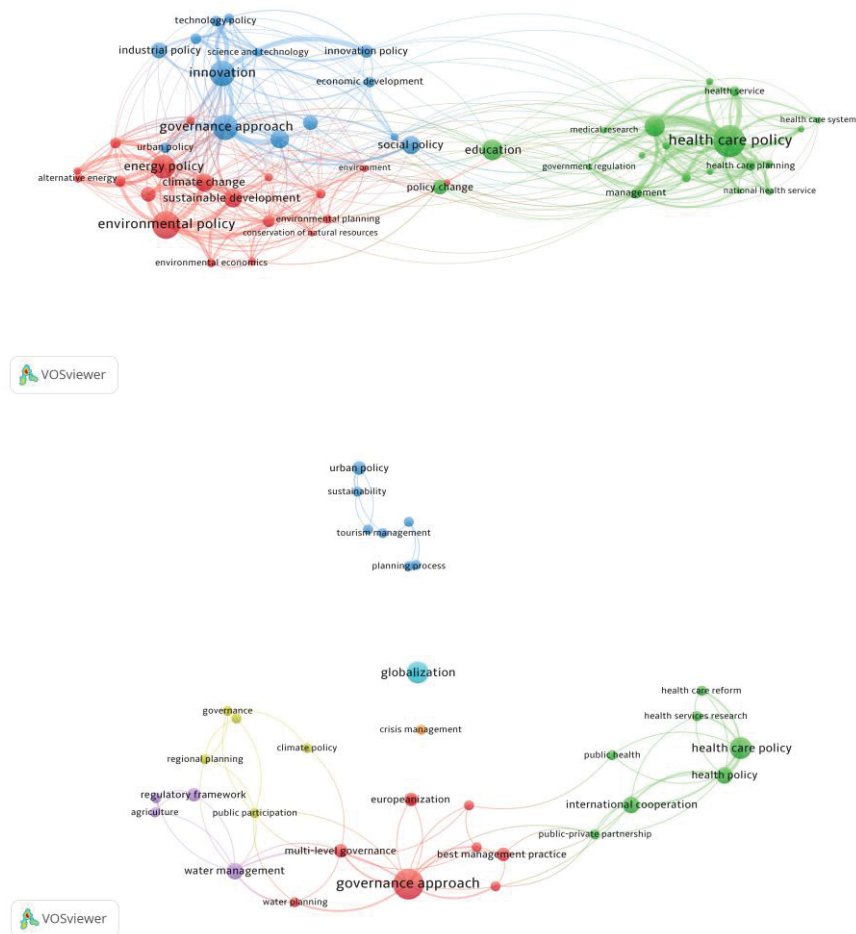 technology policy
industrial policy
science and technology
innovation policy
innovation
economic development
health service
health care system
governance approach
medical research
health care policy
urban policy
social policy
education
energy policy
environment
government regulation
health care planning
alternative energy
climate change
policy change
management
national health service
sustainable development
environmental policy
environmental planning
conservation of natural resources
environmental economics
VOSviewer
urban policy
sustainability
tourism management
planning process
globalization
health care reform
governance
health services research
crisis management
climate policy
health care policy
public health
regional planning
health policy
regulatory framework
europeanization
international cooperation
agriculture
public participation
public-private partnership
multi-level governance
best management practice
water management
governance approach
water planning
VOSviewer